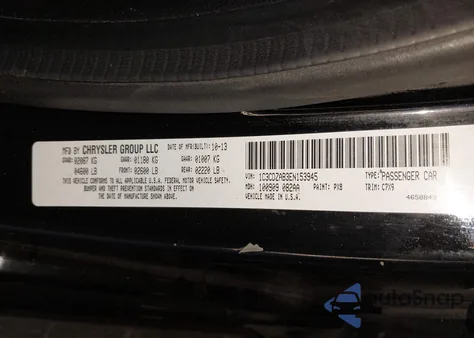 MFD BY CHRYSLER GROUP LLC DATE OF MFR(BUILT): 10-13
GVWR: 02087 KG GAWR: 01180 KG GAWR: 01007 KG
04600 LB FRONT: 02600 LB REAR: 02220 LB
THIS VEHICLE CONFORMS TO ALL APPLICABLE U.S.A. FEDERAL MOTOR VEHICLE SAFETY,
BUMPER AND THEFT PREVENTION STANDARDS IN EFFECT ON THE
DATE OF MANUFACTURE SHOWN ABOVE.
VIN: 1C3CDZAB3EN153945 TYPE: PASSENGER CAR
MDH: 100909 082AA PAINT: PX8 TRIM: C7X9
VEHICLE MADE IN U.S.A.
autoSnap